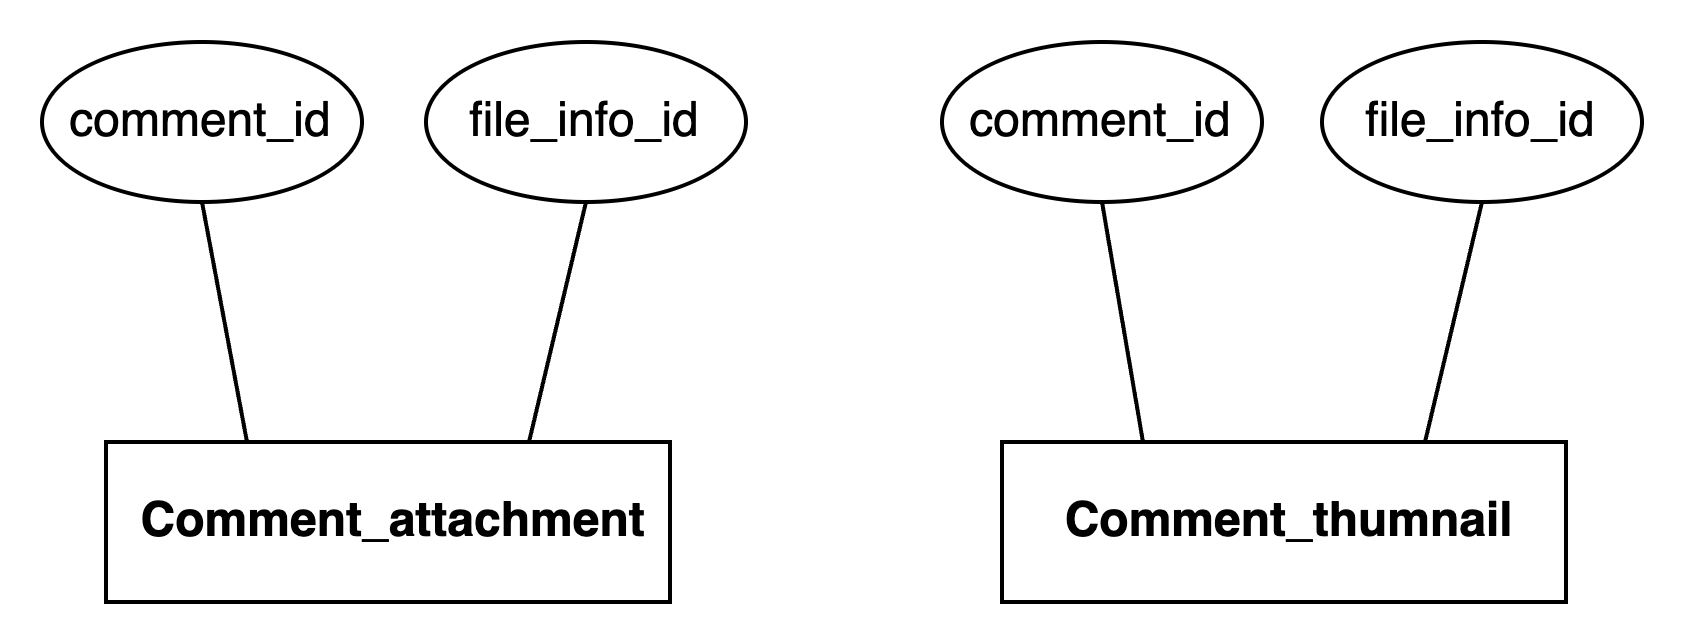 comment_id
file_info_id
comment_id
file_info_id
Comment_attachment
Comment_thumnail